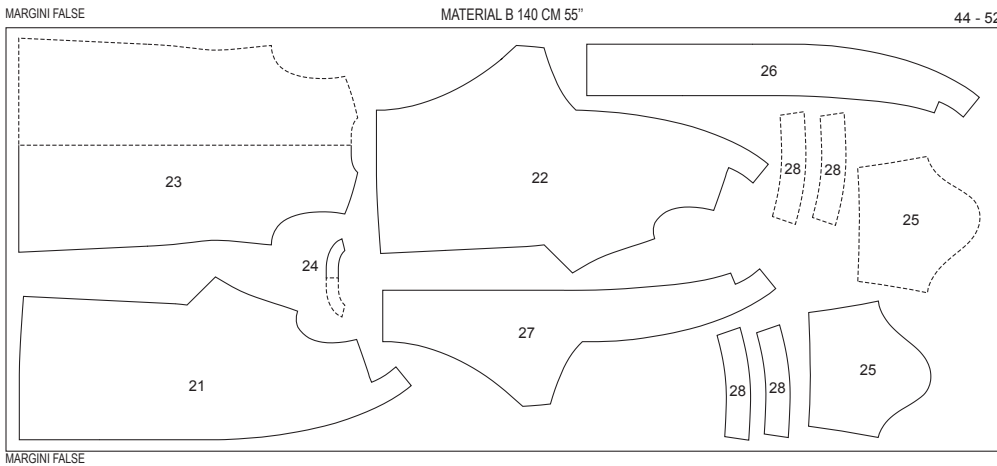 MARGINI FALSE MATERIAL B 140 CM 55’’ 44 - 52
26
28 28
23 22
25
24
27
28 28 25
21
MARGINI FALSE